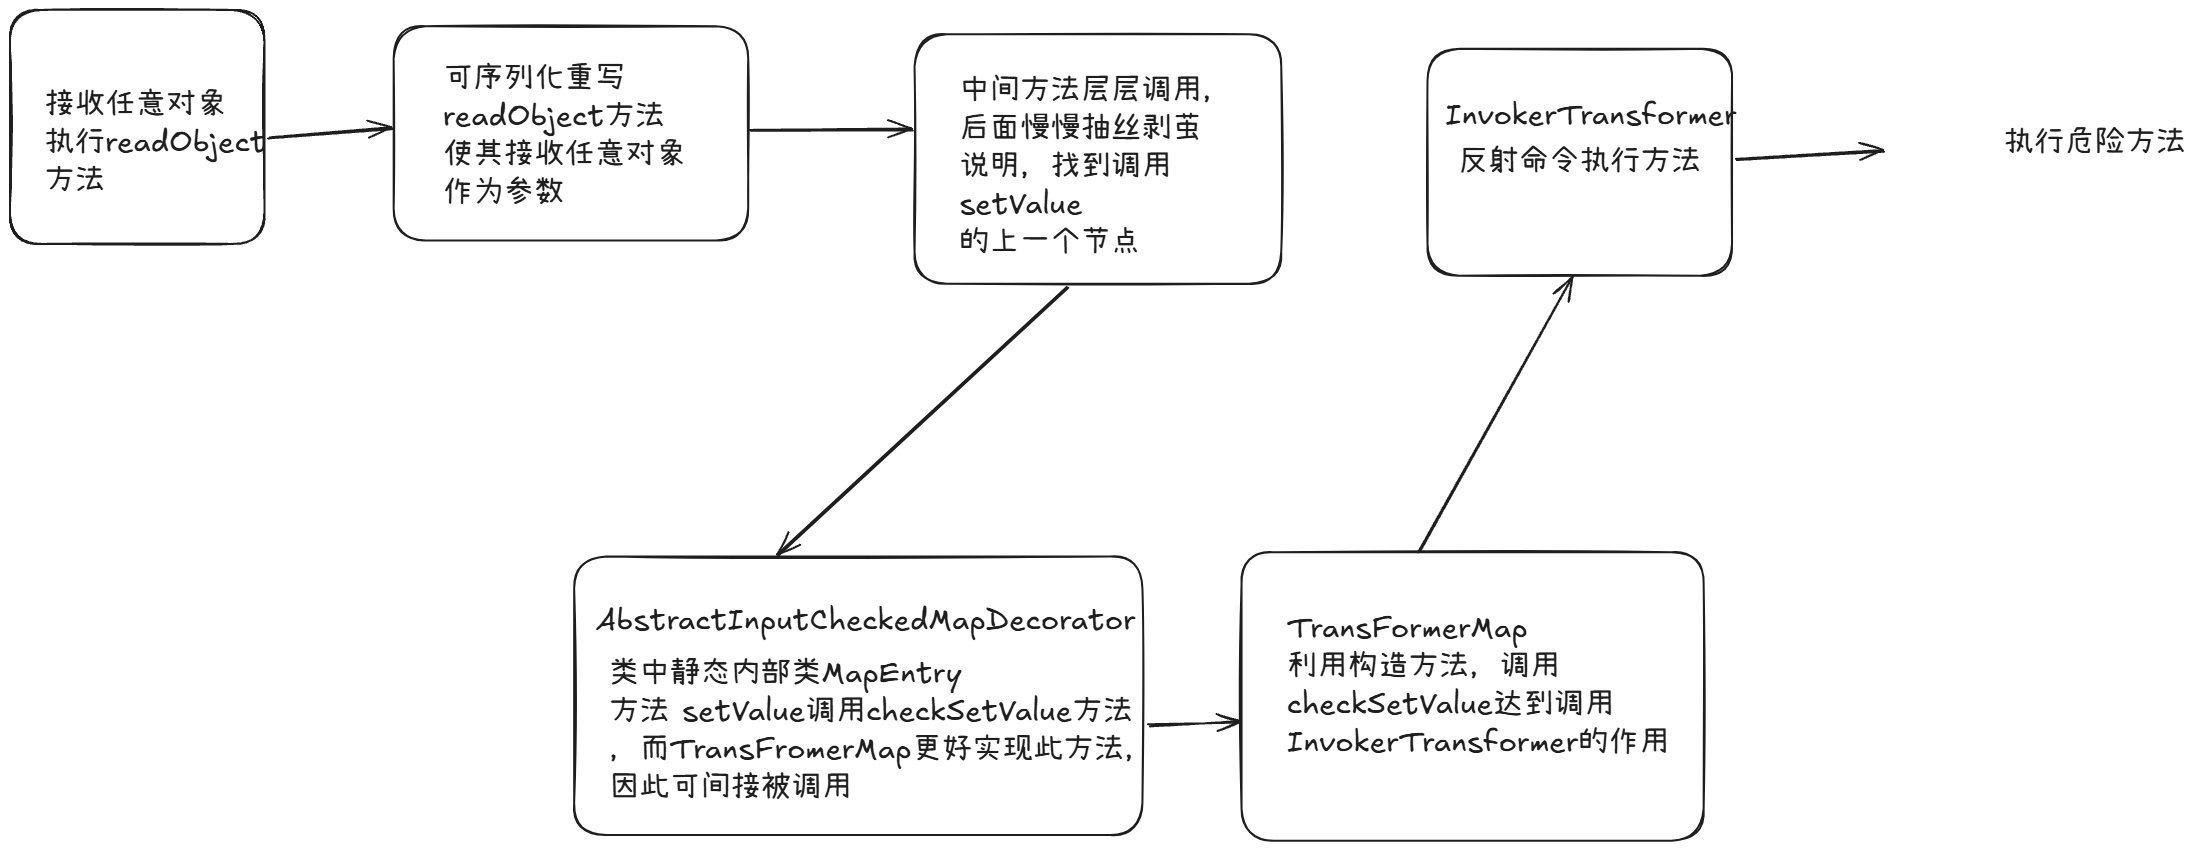 接收任意对象
执行readObject
方法
可序列化重写
readObject方法
使其接收任意对象
作为参数
中间方法层层调用，
后面慢慢抽丝剥茧
说明，找到调用
setValue
的上一个节点
InvokerTransformer
反射命令执行方法
执行危险方法
AbstractInputCheckedMapDecorator
类中静态内部类MapEntry
方法 setValue调用checkSetValue方法
，而TransFromerMap更好实现此方法，
因此可间接被调用
TransFormerMap
利用构造方法，调用
checkSetValue达到调用
InvokerTransformer的作用